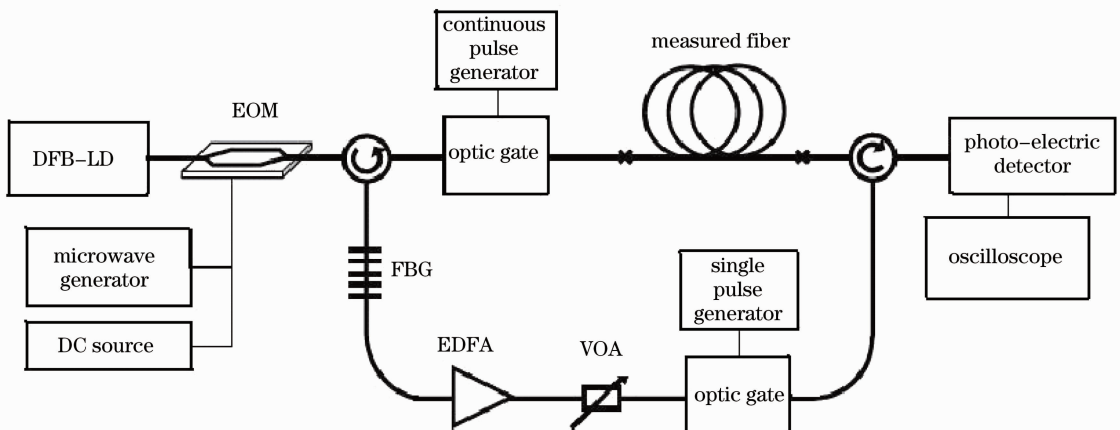 continuous
pulse
generator
measured fiber
EOM
DFB-LD
optic gate
photo-electric
detector
microwave
generator
FBG
single
pulse
generator
oscilloscope
DC source
EDFA
VOA
optic gate